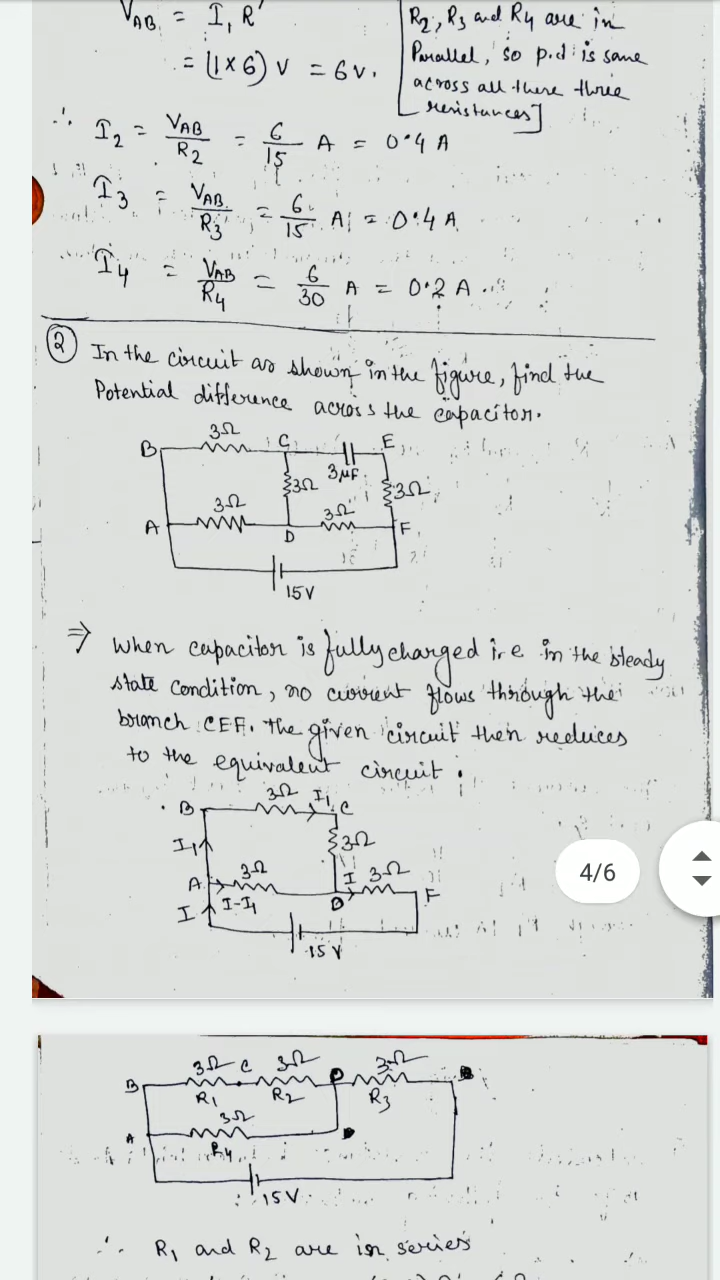 V_AB = I₁ R'
= (1×6) V = 6V.
R₂, R₃ and R₄ are in
Parallel, so p.d is same
across all these three
resistances]
∴ I₂ = V_AB/R₂ = 6/15 A = 0.4 A
I₃ = V_AB/R₃ = 6/15 A = 0.4 A
I₄ = V_AB/R₄ = 6/30 A = 0.2 A.
② In the circuit as shown in the figure, find the
Potential difference across the capacitor.
3Ω
B C E
3μF
3Ω 3Ω
3Ω 3Ω
A D F
15V
⇒ When capacitor is fully charged i.e in the steady
state condition, no current flows through the
branch CEF. The given circuit then reduces
to the equivalent circuit.
3Ω I₁
B C
I₁ 3Ω
3Ω I 3Ω
A D F
I I-I₁
15V
4/6
3Ω C 3Ω D 3Ω
B R₁ R₂ R₃
3Ω
A
R₄
15V
∴ R₁ and R₂ are in series